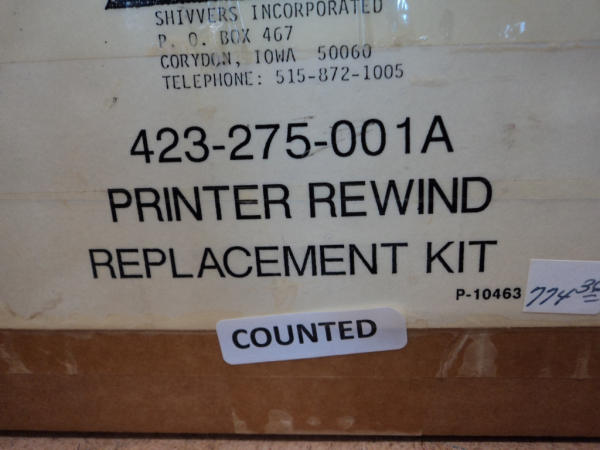 SHIVVERS INCORPORATED
P. O. BOX 467
CORYDON, IOWA 50060
TELEPHONE: 515-872-1005
423-275-001A
PRINTER REWIND
REPLACEMENT KIT
P-10463
774
COUNTED